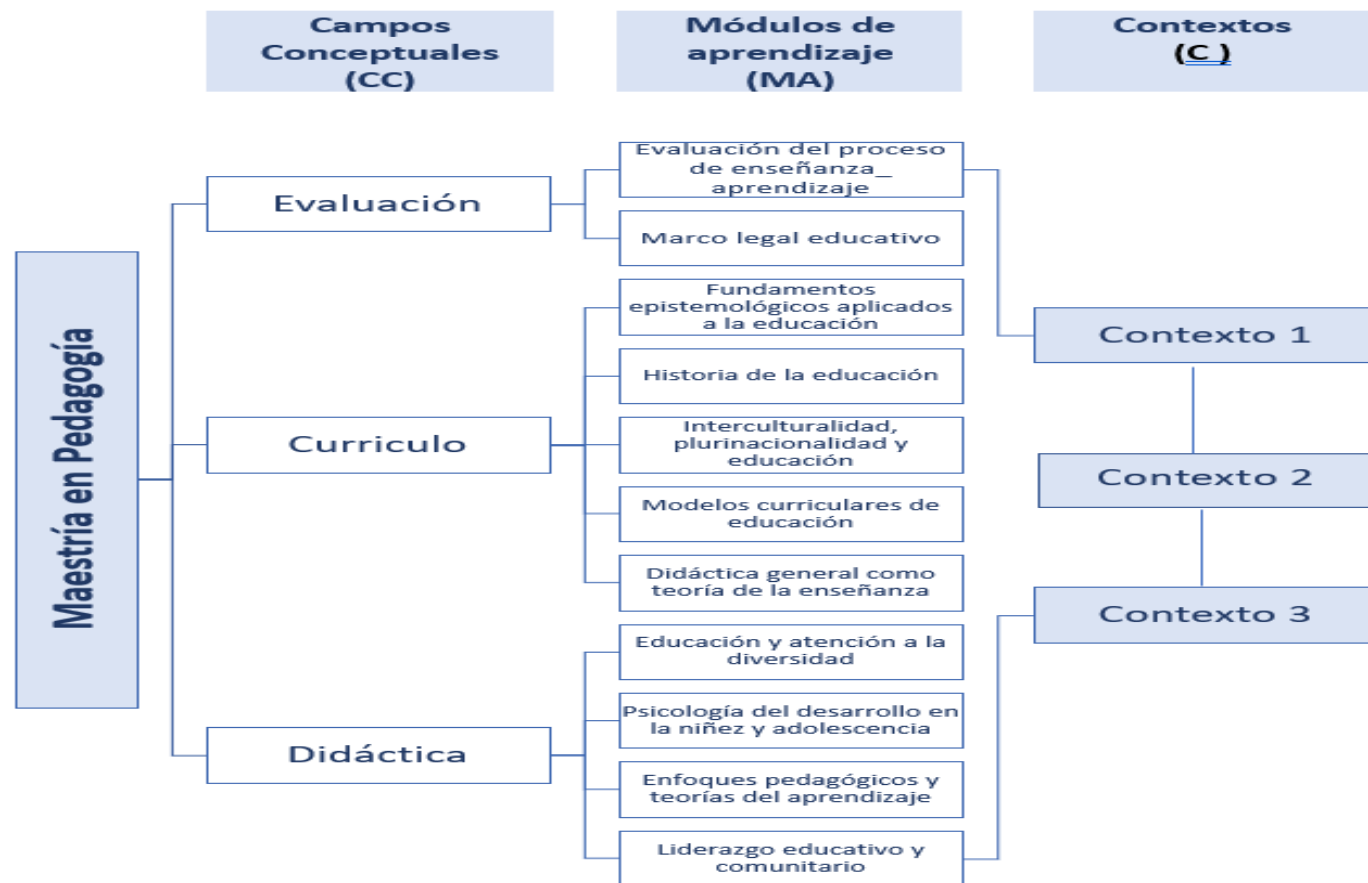 Campos
Conceptuales
(CC)
Módulos de
aprendizaje
(MA)
Contextos
(C )
Maestría en Pedagogía
Evaluación
Curriculo
Didáctica
Evaluación del proceso
de enseñanza_
aprendizaje
Marco legal educativo
Fundamentos
epistemológicos aplicados
a la educación
Historia de la educación
Interculturalidad,
plurinacionalidad y
educación
Modelos curriculares de
educación
Didáctica general como
teoría de la enseñanza
Educación y atención a la
diversidad
Psicología del desarrollo en
la niñez y adolescencia
Enfoques pedagógicos y
teorías del aprendizaje
Liderazgo educativo y
comunitario
Contexto 1
Contexto 2
Contexto 3